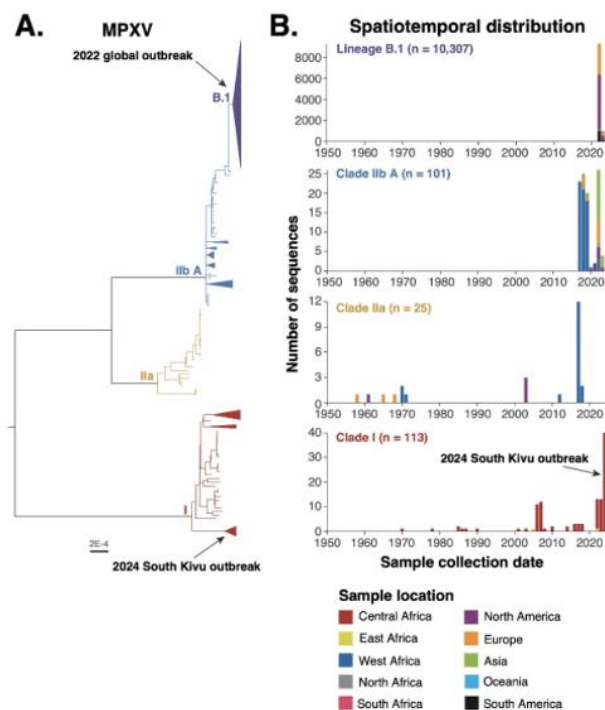 A.
MPXV
2022 global outbreak
B.1
IIb A
IIa
I
2E-4
2024 South Kivu outbreak
B.
Spatiotemporal distribution
Number of sequences
Lineage B.1 (n = 10,307)
8000
6000
4000
2000
0
1950 1960 1970 1980 1990 2000 2010 2020
Clade IIb A (n = 101)
25
20
15
10
5
0
1950 1960 1970 1980 1990 2000 2010 2020
Clade IIa (n = 25)
12
9
6
3
0
1950 1960 1970 1980 1990 2000 2010 2020
Clade I (n = 113)
2024 South Kivu outbreak
40
30
20
10
0
1950 1960 1970 1980 1990 2000 2010 2020
Sample collection date
Sample location
Central Africa
East Africa
West Africa
North Africa
South Africa
North America
Europe
Asia
Oceania
South America